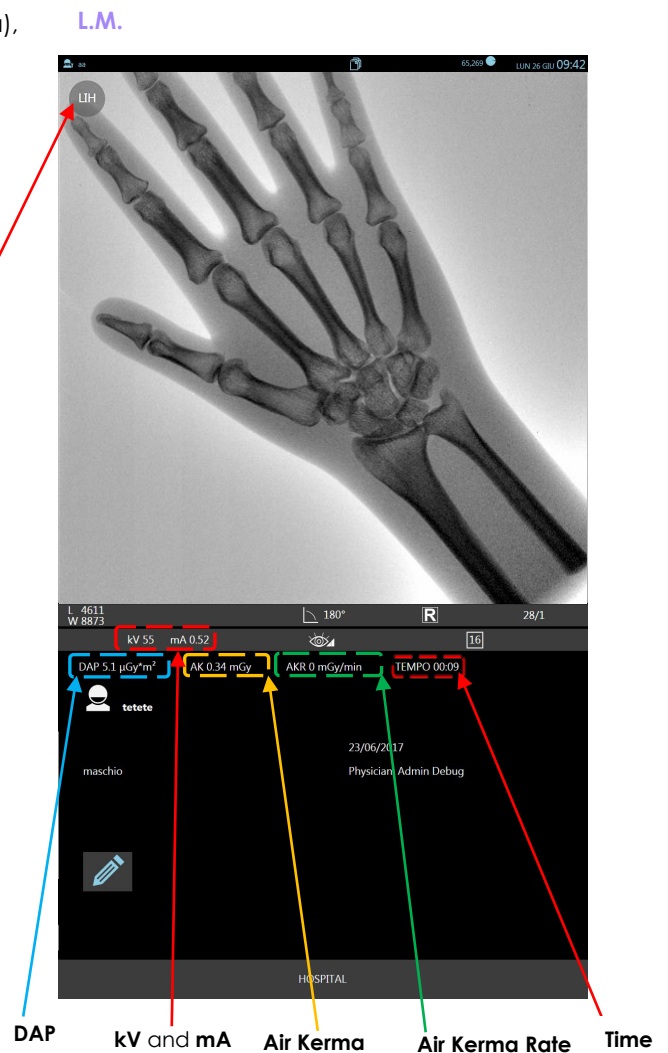 ), L.M.
aa 65,269 LUN 26 GIU 09:42
LIH
L 4611
W 8873 180° R 28/1
kV 55 mA 0.52 16
DAP 5.1 µGy*m² AK 0.34 mGy AKR 0 mGy/min TEMPO 00:09
tetete
23/06/2017
maschio Physician, Admin Debug
HOSPITAL
DAP kV and mA Air Kerma Air Kerma Rate Time